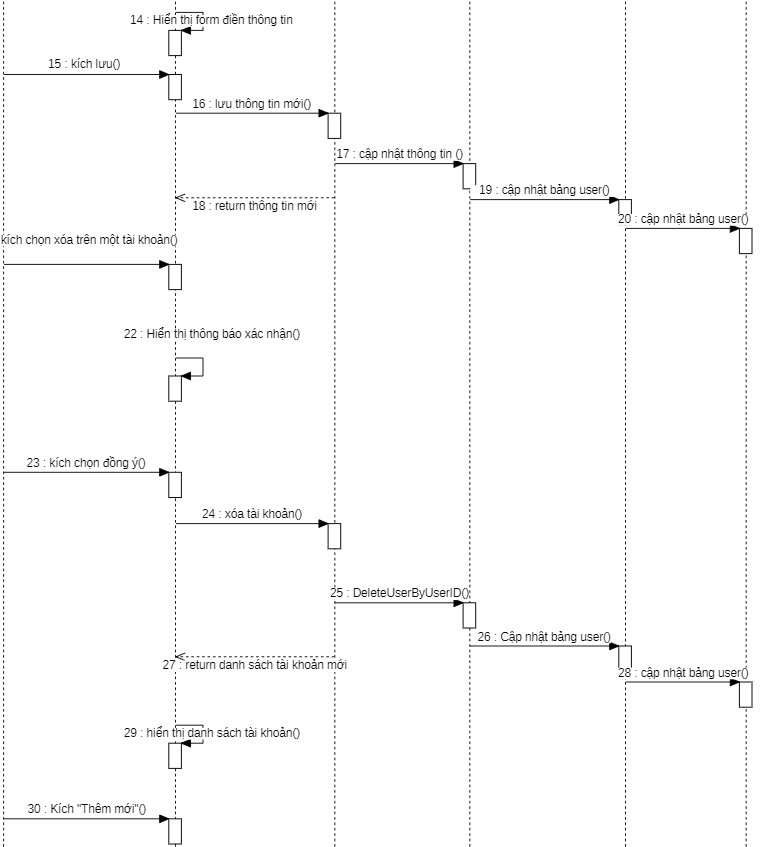 14 : Hiển thị form điền thông tin
15 : kích lưu()
16 : lưu thông tin mới()
17 : cập nhật thông tin ()
19 : cập nhật bảng user()
18 : return thông tin mới
20 : cập nhật bảng user()
kích chọn xóa trên một tài khoản()
22 : Hiển thị thông báo xác nhận()
23 : kích chọn đồng ý()
24 : xóa tài khoản()
25 : DeleteUserByUserID()
26 : Cập nhật bảng user()
27 : return danh sách tài khoản mới
28 : cập nhật bảng user()
29 : hiển thị danh sách tài khoản()
30 : Kích "Thêm mới"()